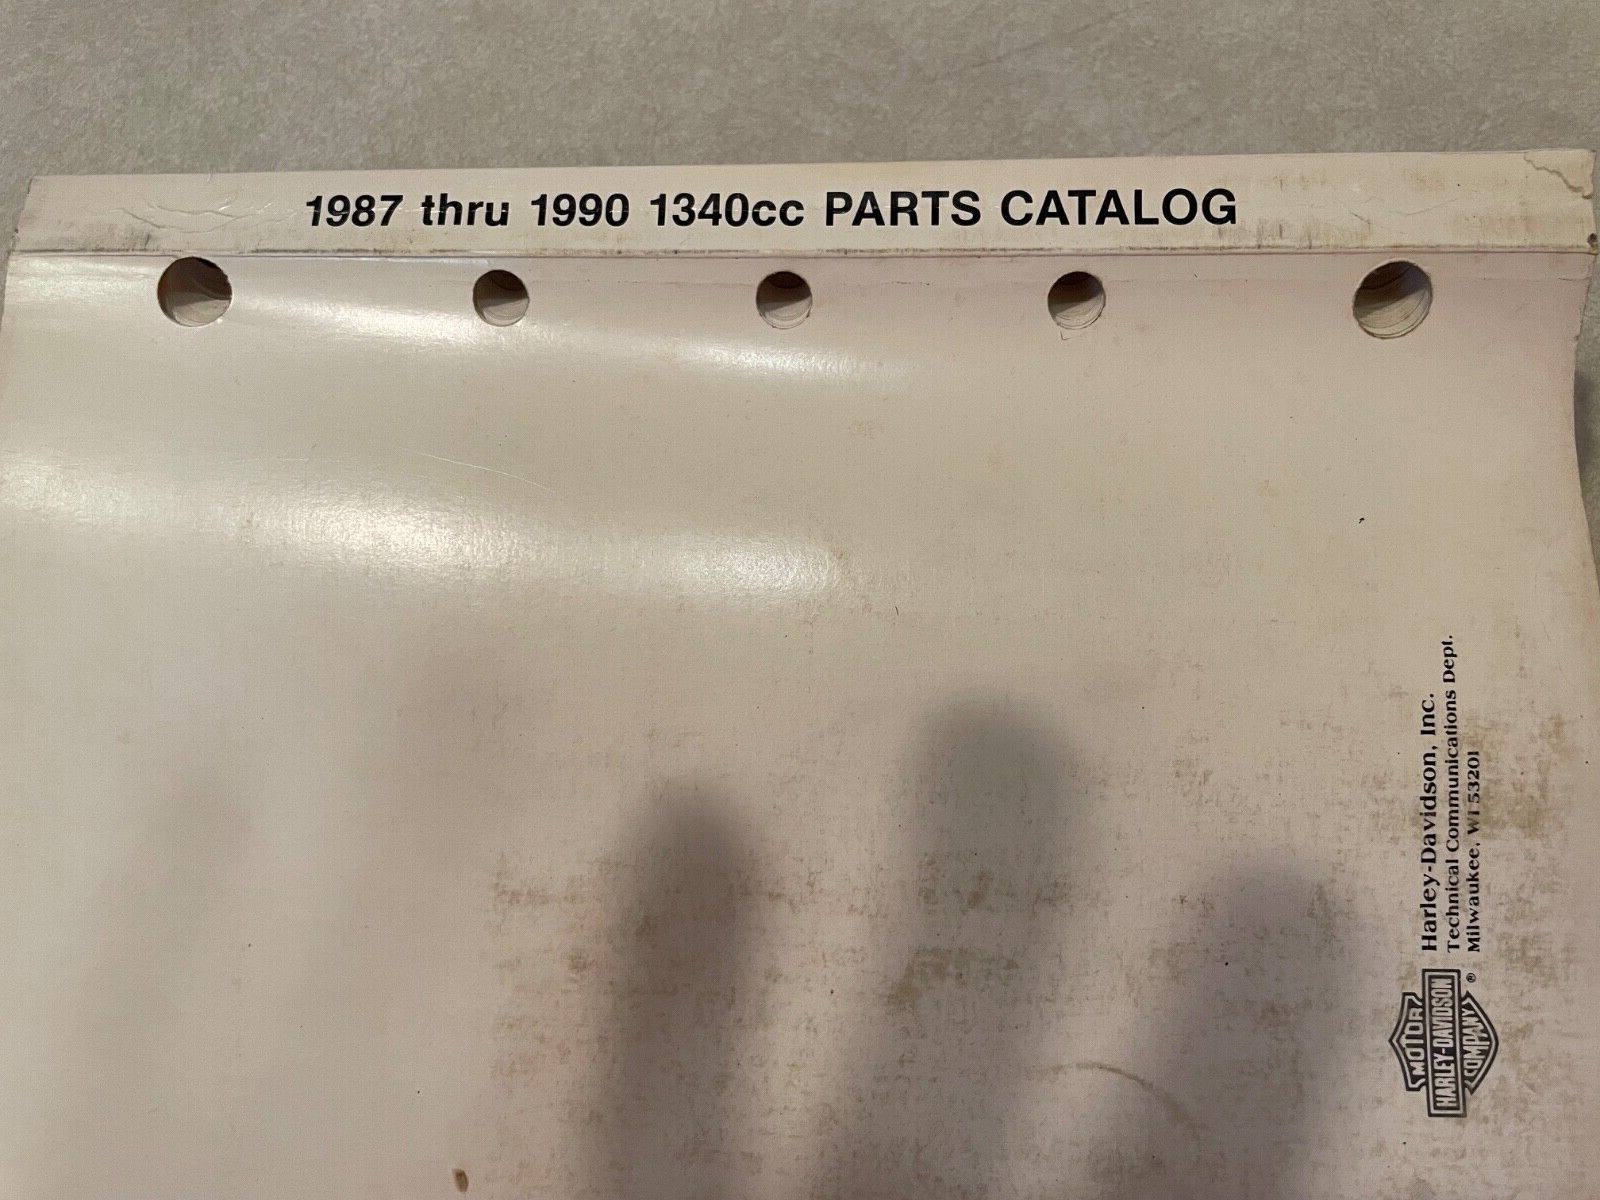 1987 thru 1990 1340cc PARTS CATALOG
Harley-Davidson, Inc.
Technical Communications Dept.
Milwaukee, WI 53201
MOTOR
HARLEY-DAVIDSON
COMPANY
®